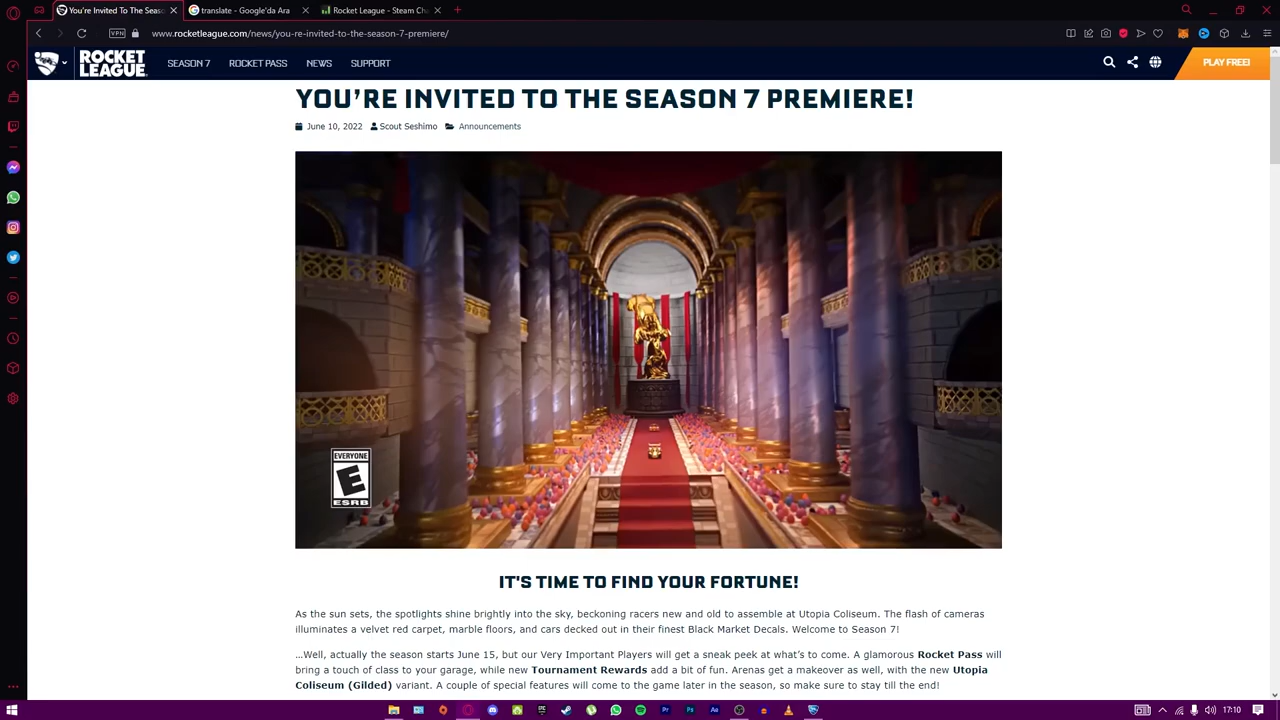 You're Invited To The Seas
translate - Google'da Ara
Rocket League - Steam Ch
VPN
www.rocketleague.com/news/you-re-invited-to-the-season-7-premiere/
ROCKET
LEAGUE
SEASON 7
ROCKET PASS
NEWS
SUPPORT
PLAY FREE!
YOU'RE INVITED TO THE SEASON 7 PREMIERE!
June 10, 2022
Scout Seshimo
Announcements
EVERYONE
E
ESRB
IT'S TIME TO FIND YOUR FORTUNE!
As the sun sets, the spotlights shine brightly into the sky, beckoning racers new and old to assemble at Utopia Coliseum. The flash of cameras
illuminates a velvet red carpet, marble floors, and cars decked out in their finest Black Market Decals. Welcome to Season 7!
…Well, actually the season starts June 15, but our Very Important Players will get a sneak peek at what's to come. A glamorous Rocket Pass will
bring a touch of class to your garage, while new Tournament Rewards add a bit of fun. Arenas get a makeover as well, with the new Utopia
Coliseum (Gilded) variant. A couple of special features will come to the game later in the season, so make sure to stay till the end!
Pr
Ps
Au
17:10